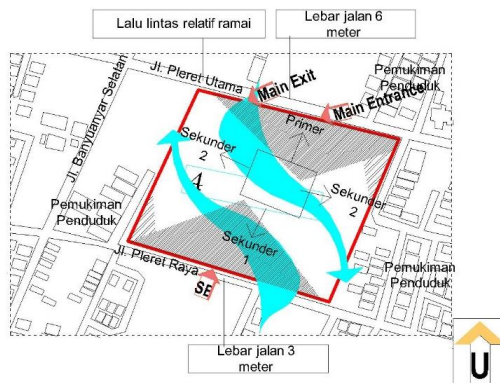 Lalu lintas relatif ramai
Lebar jalan 6
meter
Jl. Pleret Utama
Main Exit
Main Entrance
Pemukiman
Penduduk
Jl. Banyuanyar Selatan
Primer
Sekunder
2
4
Sekunder
2
Pemukiman
Penduduk
Sekunder
1
Jl. Pleret Raya
SE
Pemukiman
Penduduk
Lebar jalan 3
meter
U